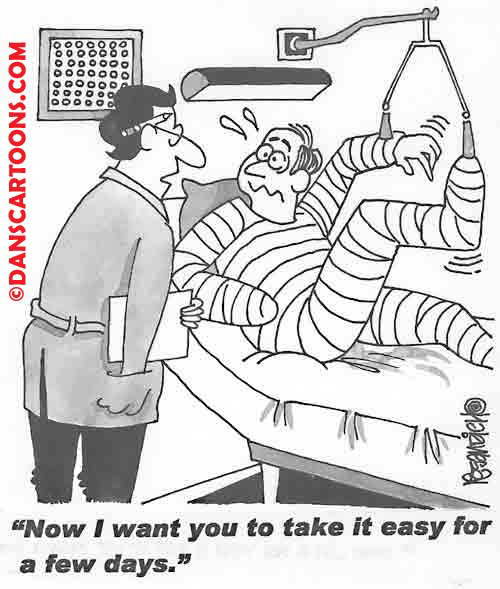 ©DANSCARTOONS.COM
“Now I want you to take it easy for
a few days.”